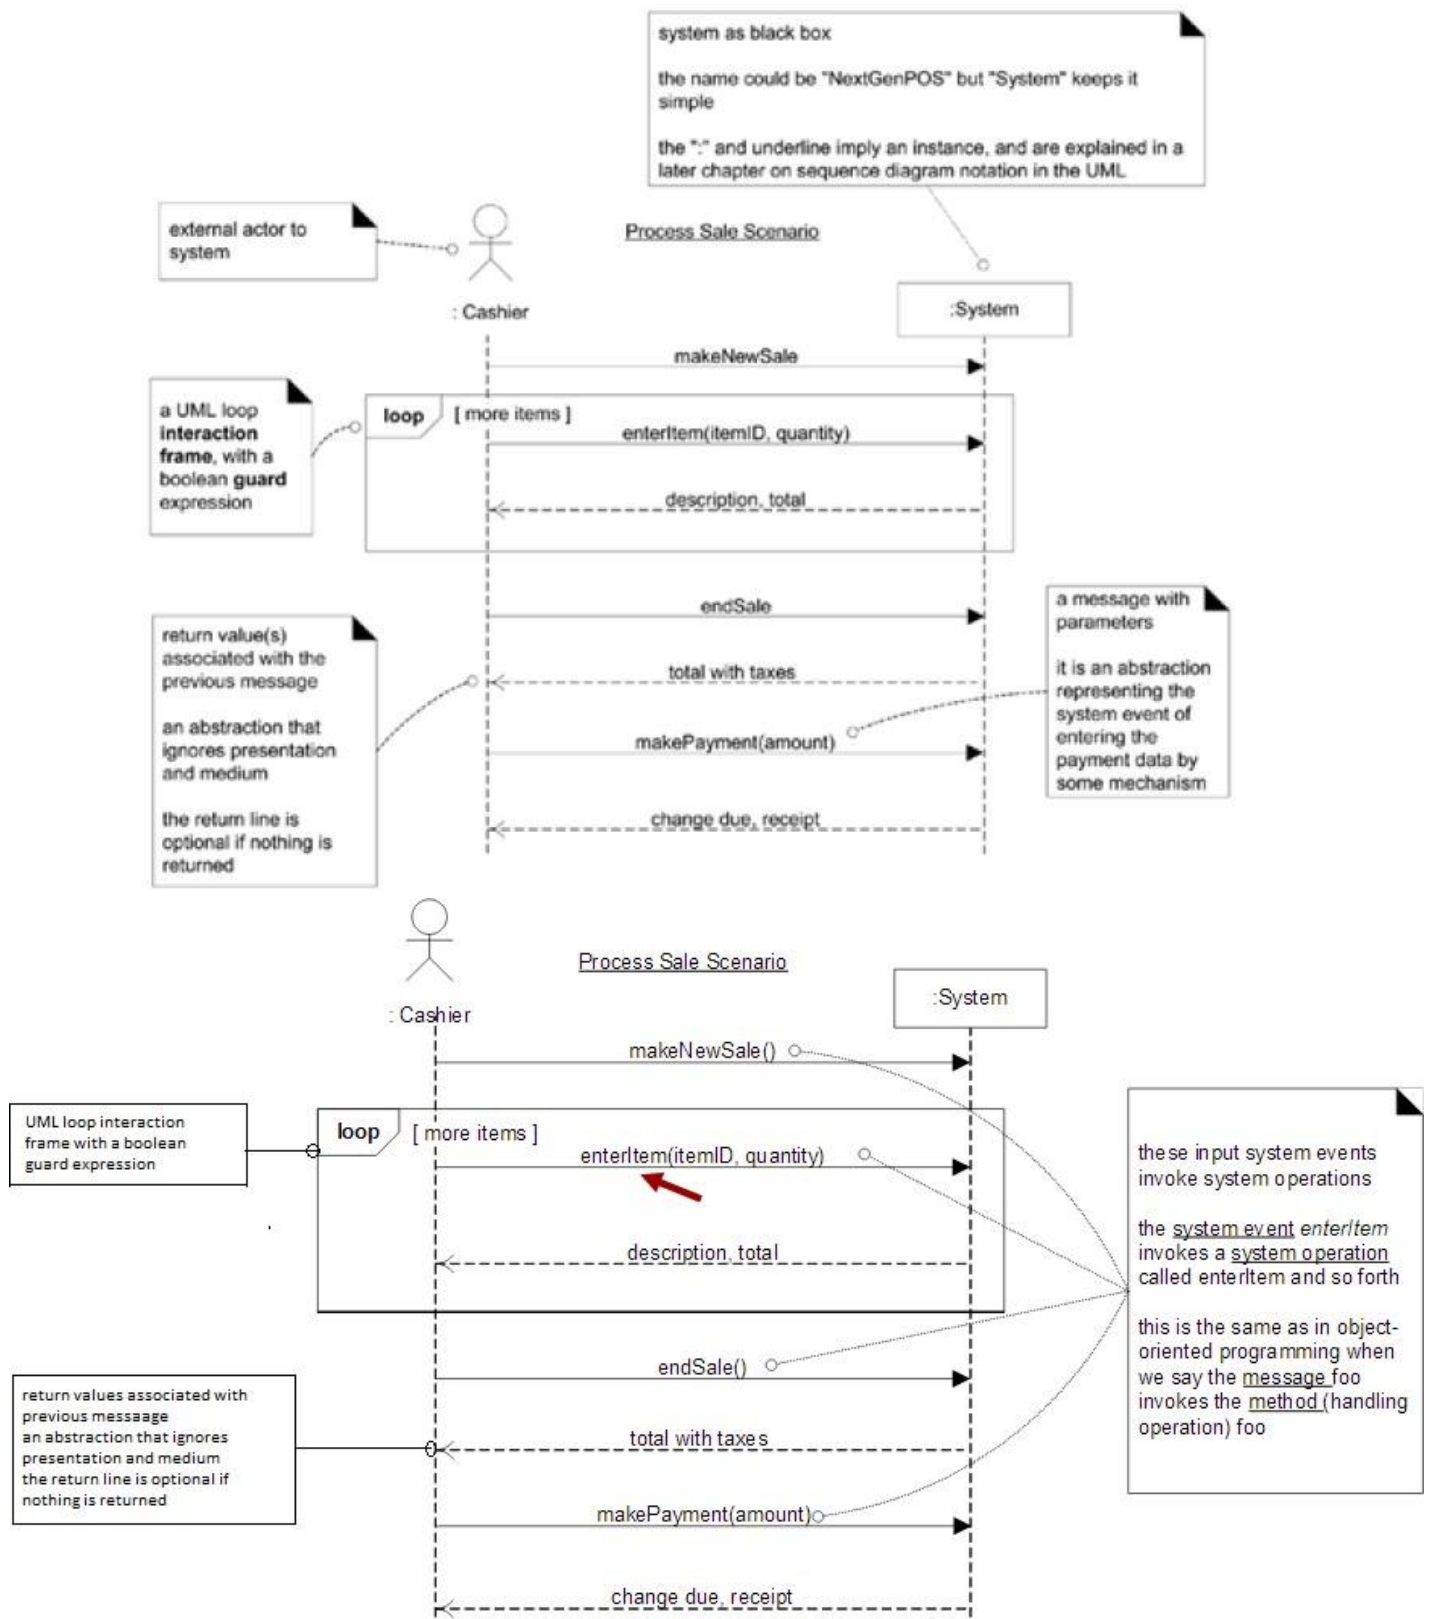 system as black box
the name could be "NextGenPOS" but "System" keeps it
simple
the ":" and underline imply an instance, and are explained in a
later chapter on sequence diagram notation in the UML
external actor to
system
Process Sale Scenario
: Cashier
:System
makeNewSale
a UML loop
interaction
frame, with a
boolean guard
expression
loop
[ more items ]
enterItem(itemID, quantity)
description, total
endSale
a message with
parameters
it is an abstraction
representing the
system event of
entering the
payment data by
some mechanism
return value(s)
associated with the
previous message
an abstraction that
ignores presentation
and medium
the return line is
optional if nothing is
returned
total with taxes
makePayment(amount)
change due, receipt
Process Sale Scenario
: Cashier
:System
makeNewSale()
UML loop interaction
frame with a boolean
guard expression
loop
[ more items ]
enterItem(itemID, quantity)
description, total
these input system events
invoke system operations
the system event enterItem
invokes a system operation
called enterItem and so forth
this is the same as in object-
oriented programming when
we say the message foo
invokes the method (handling
operation) foo
endSale()
return values associated with
previous messaage
an abstraction that ignores
presentation and medium
the return line is optional if
nothing is returned
total with taxes
makePayment(amount)
change due, receipt